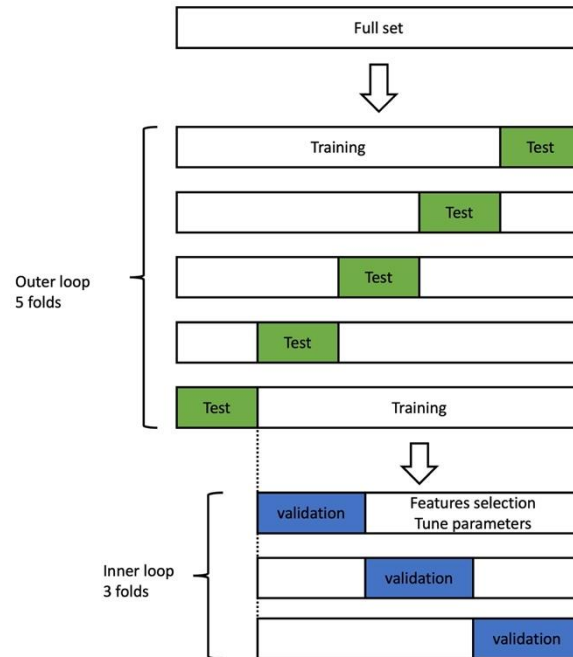 Full set
Training
Test
Test
Outer loop
5 folds
Test
Test
Test
Training
validation
Features selection
Tune parameters
Inner loop
3 folds
validation
validation